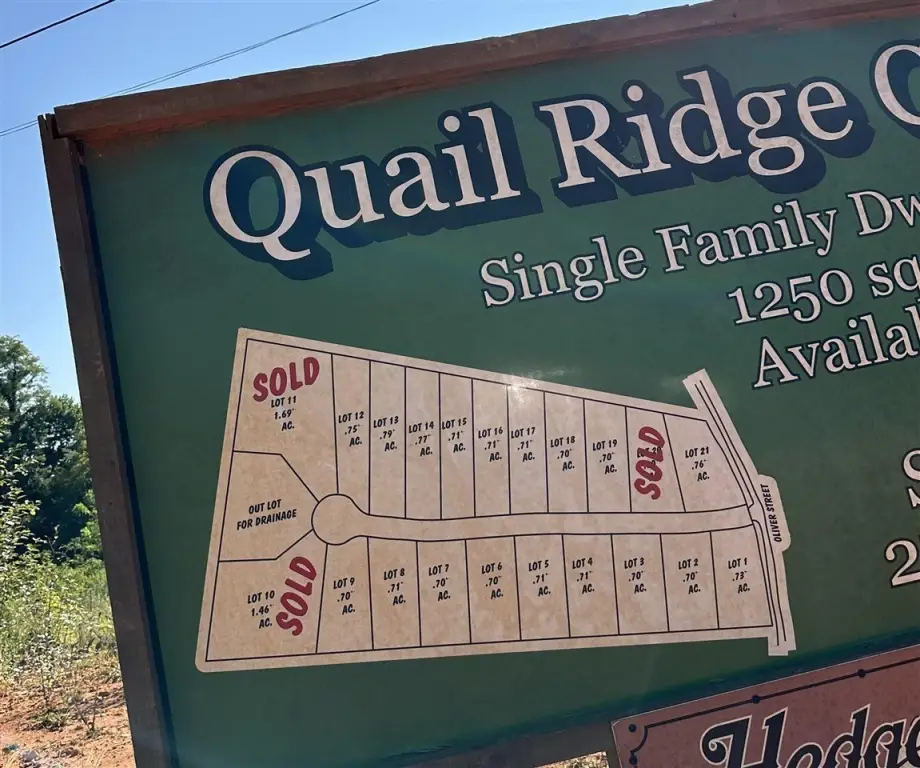 Quail Ridge C
Single Family Dw
1250 sq
Availab
S
2
SOLD
LOT 11
1.69
AC.
LOT 12
.75
AC.
LOT 13
.79
AC.
LOT 14
.77
AC.
LOT 15
.71
AC.
LOT 16
.71
AC.
LOT 17
.71
AC.
LOT 18
.70
AC.
LOT 19
.70
AC.
SOLD
LOT 21
.76
AC.
OUT LOT
FOR DRAINAGE
OLIVER STREET
LOT 10
1.46
AC.
SOLD
LOT 9
.70
AC.
LOT 8
.71
AC.
LOT 7
.70
AC.
LOT 6
.70
AC.
LOT 5
.71
AC.
LOT 4
.71
AC.
LOT 3
.70
AC.
LOT 2
.70
AC.
LOT 1
.73
AC.
Hodge